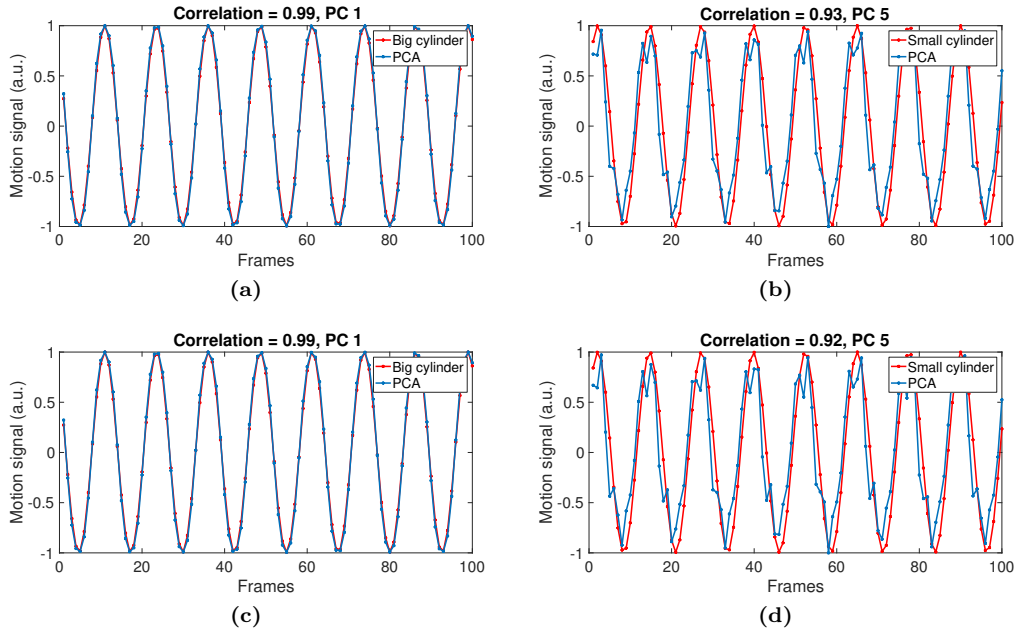 Correlation = 0.99, PC 1
Motion signal (a.u.)
1
0.5
0
-0.5
-1
0 20 40 60 80 100
Frames
Big cylinder
PCA
(a)
Correlation = 0.93, PC 5
Motion signal (a.u.)
1
0.5
0
-0.5
-1
0 20 40 60 80 100
Frames
Small cylinder
PCA
(b)
Correlation = 0.99, PC 1
Motion signal (a.u.)
1
0.5
0
-0.5
-1
0 20 40 60 80 100
Frames
Big cylinder
PCA
(c)
Correlation = 0.92, PC 5
Motion signal (a.u.)
1
0.5
0
-0.5
-1
0 20 40 60 80 100
Frames
Small cylinder
PCA
(d)